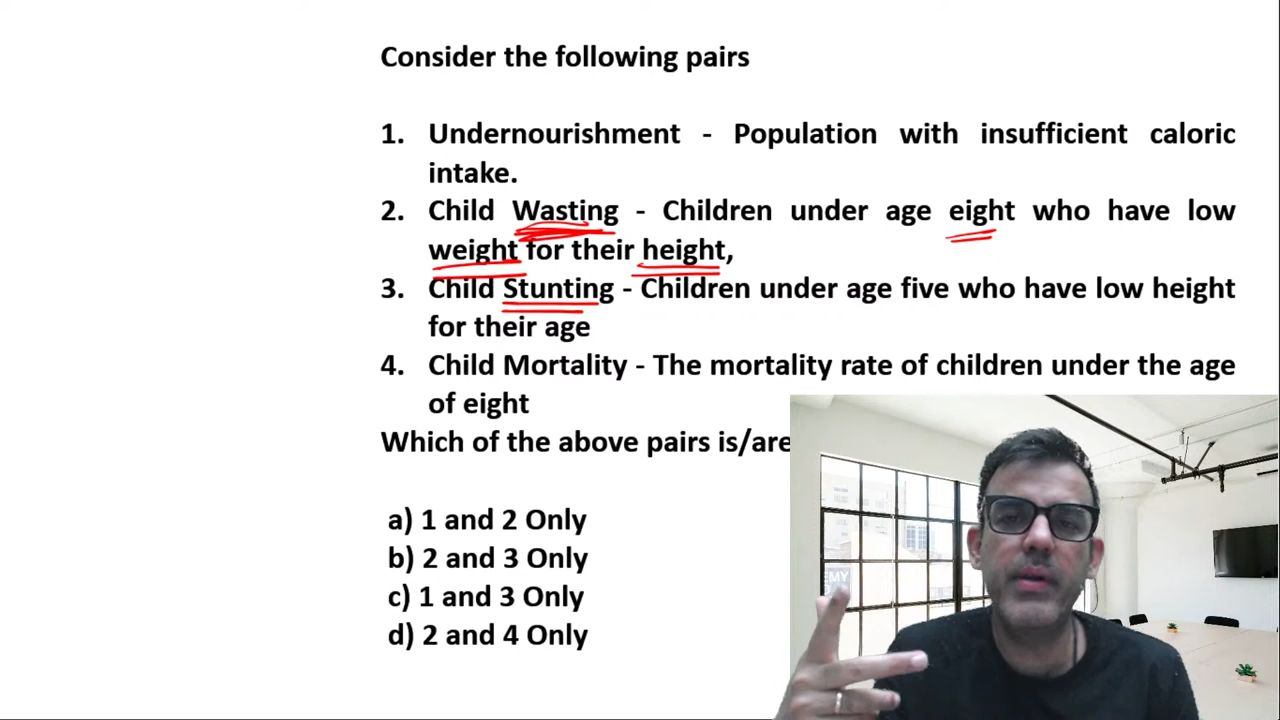 Consider the following pairs
1. Undernourishment - Population with insufficient caloric
intake.
2. Child Wasting - Children under age eight who have low
weight for their height,
3. Child Stunting - Children under age five who have low height
for their age
4. Child Mortality - The mortality rate of children under the age
of eight
Which of the above pairs is/are
a) 1 and 2 Only
b) 2 and 3 Only
c) 1 and 3 Only
d) 2 and 4 Only